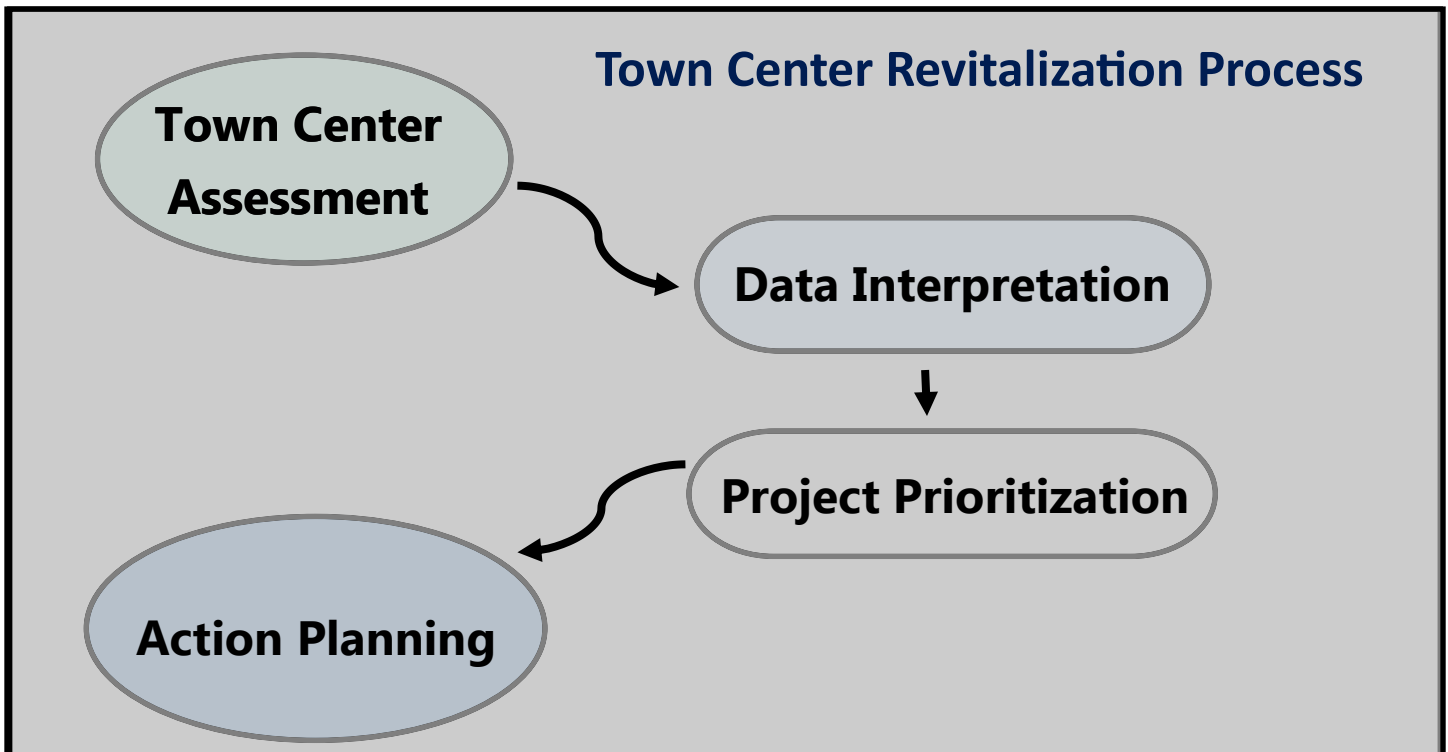 Town Center Revitalization Process
Town Center
Assessment
Data Interpretation
Project Prioritization
Action Planning